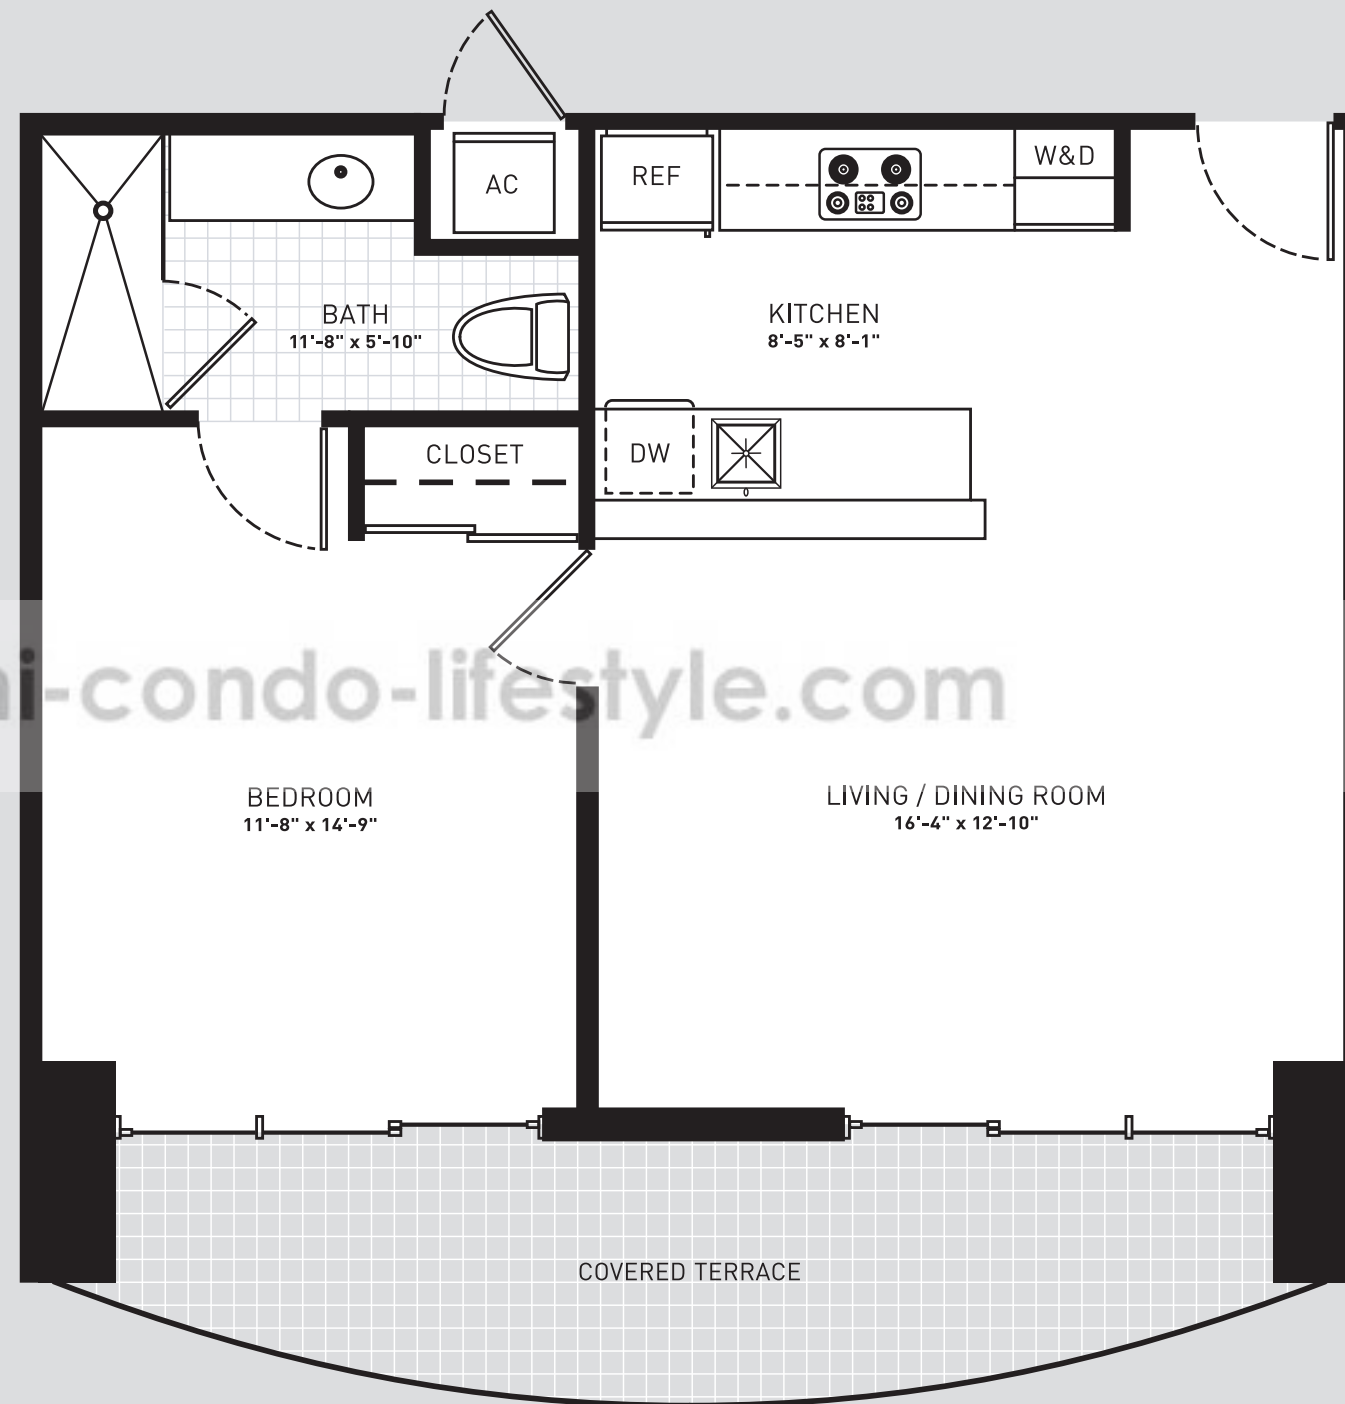 AC
REF
W&D
BATH
11'-8" x 5'-10"
KITCHEN
8'-5" x 8'-1"
CLOSET
DW
i-condo-lifestyle.com
BEDROOM
11'-8" x 14'-9"
LIVING / DINING ROOM
16'-4" x 12'-10"
COVERED TERRACE